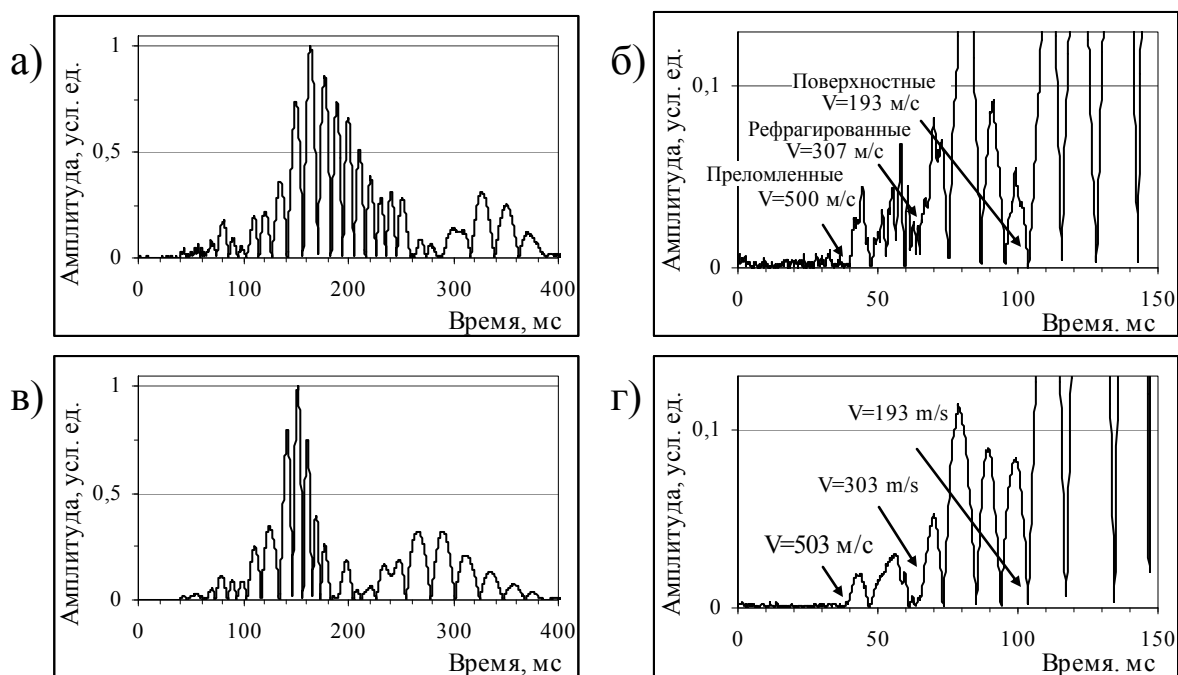 а)
Амплитуда, усл. ед.
1
0,5
0
0 100 200 300 400
Время, мс
б)
Амплитуда, усл. ед.
0,1
0
Поверхностные
V=193 м/с
Рефрагированные
V=307 м/с
Преломленные
V=500 м/с
0 50 100 150
Время. мс
в)
Амплитуда, усл. ед.
1
0,5
0
0 100 200 300 400
Время, мс
г)
Амплитуда, усл. ед.
0,1
0
V=193 m/s
V=303 m/s
V=503 м/с
0 50 100 150
Время. мс